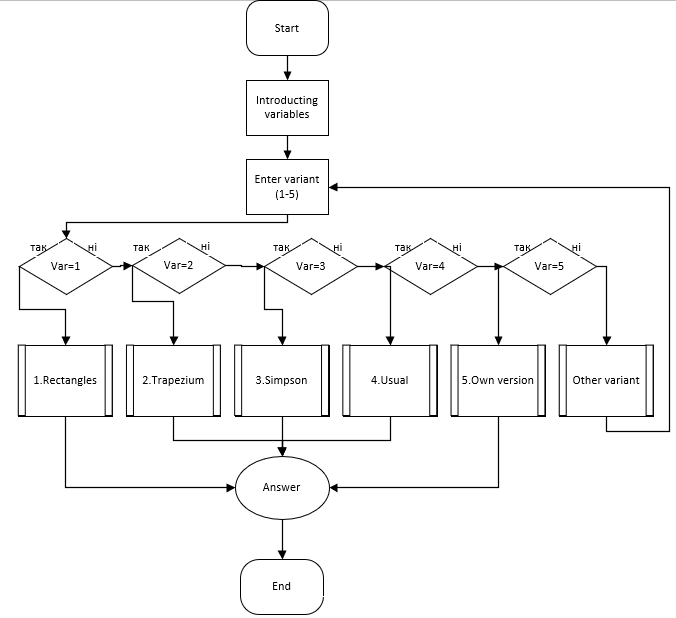 Start
Introducting
variables
Enter variant
(1-5)
так ні так ні так ні так ні так ні
Var=1 Var=2 Var=3 Var=4 Var=5
1.Rectangles 2.Trapezium 3.Simpson 4.Usual 5.Own version Other variant
Answer
End